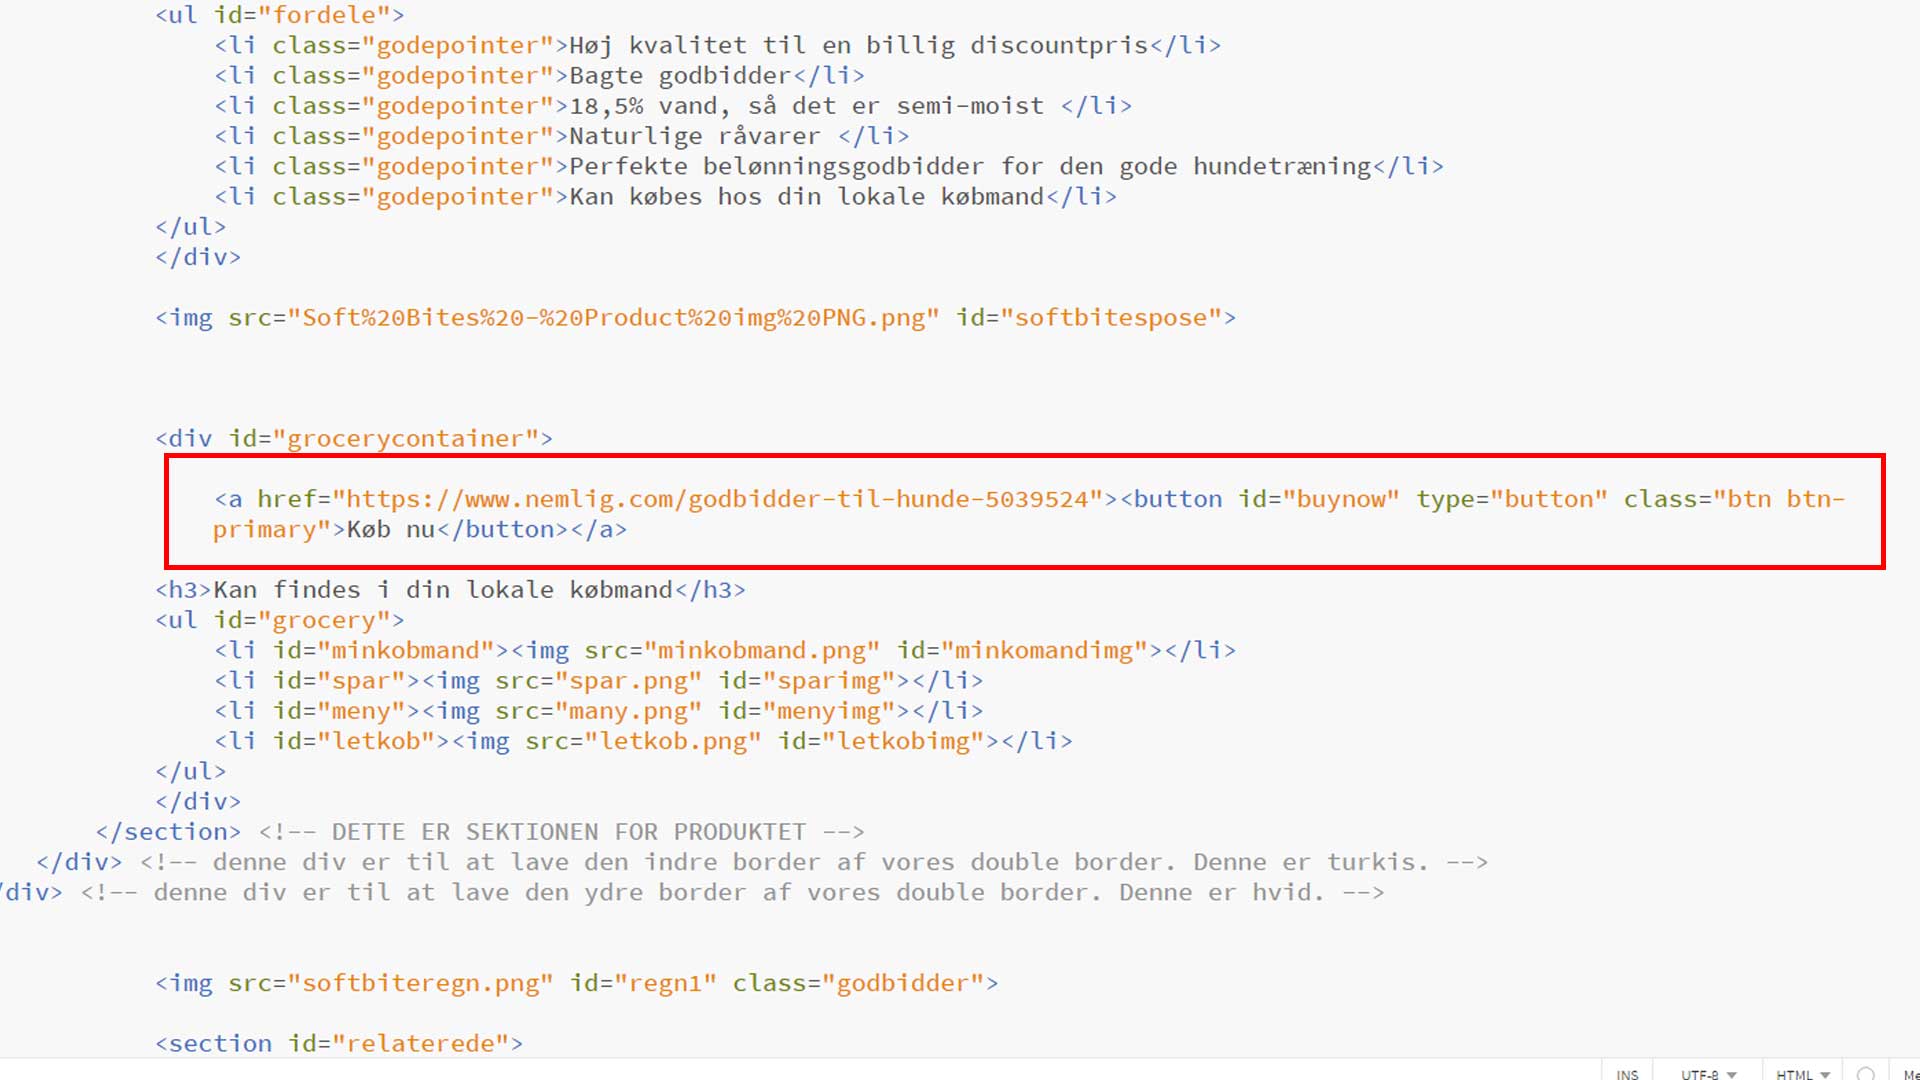 <ul id="fordele">
<li class="godepointer">Høj kvalitet til en billig discountpris</li>
<li class="godepointer">Bagte godbidder</li>
<li class="godepointer">18,5% vand, så det er semi-moist </li>
<li class="godepointer">Naturlige råvarer </li>
<li class="godepointer">Perfekte belønningsgodbidder for den gode hundetræning</li>
<li class="godepointer">Kan købes hos din lokale købmand</li>
</ul>
</div>
<img src="Soft%20Bites%20-%20Product%20img%20PNG.png" id="softbitespose">
<div id="grocerycontainer">
<a href="https://www.nemlig.com/godbidder-til-hunde-5039524"><button id="buynow" type="button" class="btn btn-
primary">Køb nu</button></a>
<h3>Kan findes i din lokale købmand</h3>
<ul id="grocery">
<li id="minkobmand"><img src="minkobmand.png" id="minkomandimg"></li>
<li id="spar"><img src="spar.png" id="sparimg"></li>
<li id="meny"><img src="many.png" id="menyimg"></li>
<li id="letkob"><img src="letkob.png" id="letkobimg"></li>
</ul>
</div>
</section> <!-- DETTE ER SEKTIONEN FOR PRODUKTET -->
</div> <!-- denne div er til at lave den indre border af vores double border. Denne er turkis. -->
/div> <!-- denne div er til at lave den ydre border af vores double border. Denne er hvid. -->
<img src="softbiteregn.png" id="regn1" class="godbidder">
<section id="relaterede">
INS UTF-8 HTML Me